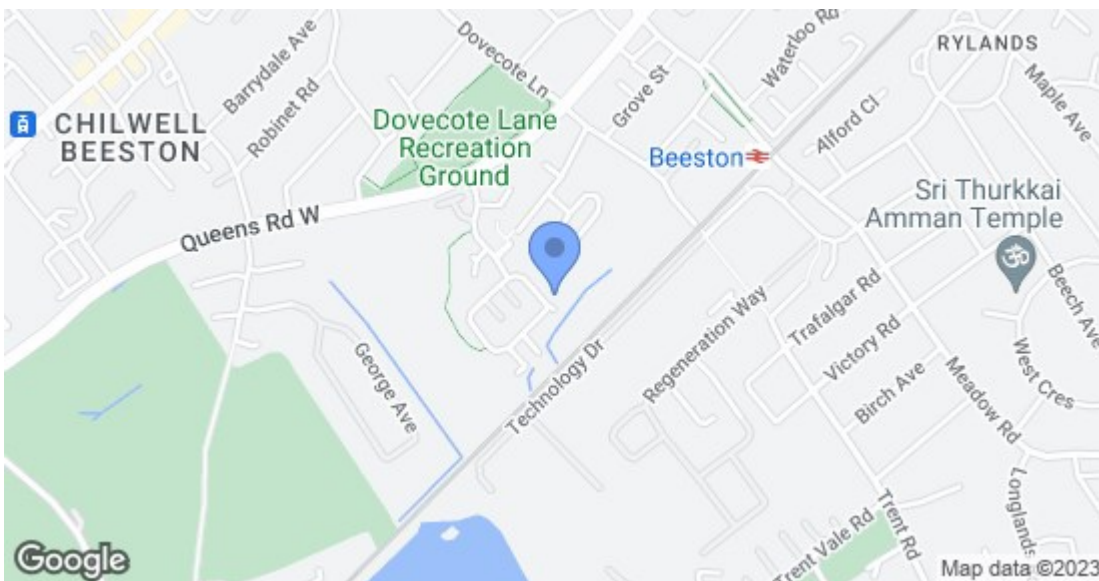 Dovecote Ln
Waterloo Rd
RYLANDS
Barrydale Ave
Maple Ave
Grove St
Alford Cl
CHILWELL
BEESTON
Robinet Rd
Dovecote Lane
Recreation
Ground
Beeston
Sri Thurkkai
Amman Temple
ॐ
Queens Rd W
Beech Ave
Trafalgar Rd
Regeneration Way
Victory Rd
West Cres
George Ave
Technology Dr
Birch Ave
Meadow Rd
Longlands
Trent Rd
Trent Vale Rd
Google
Map data ©2023